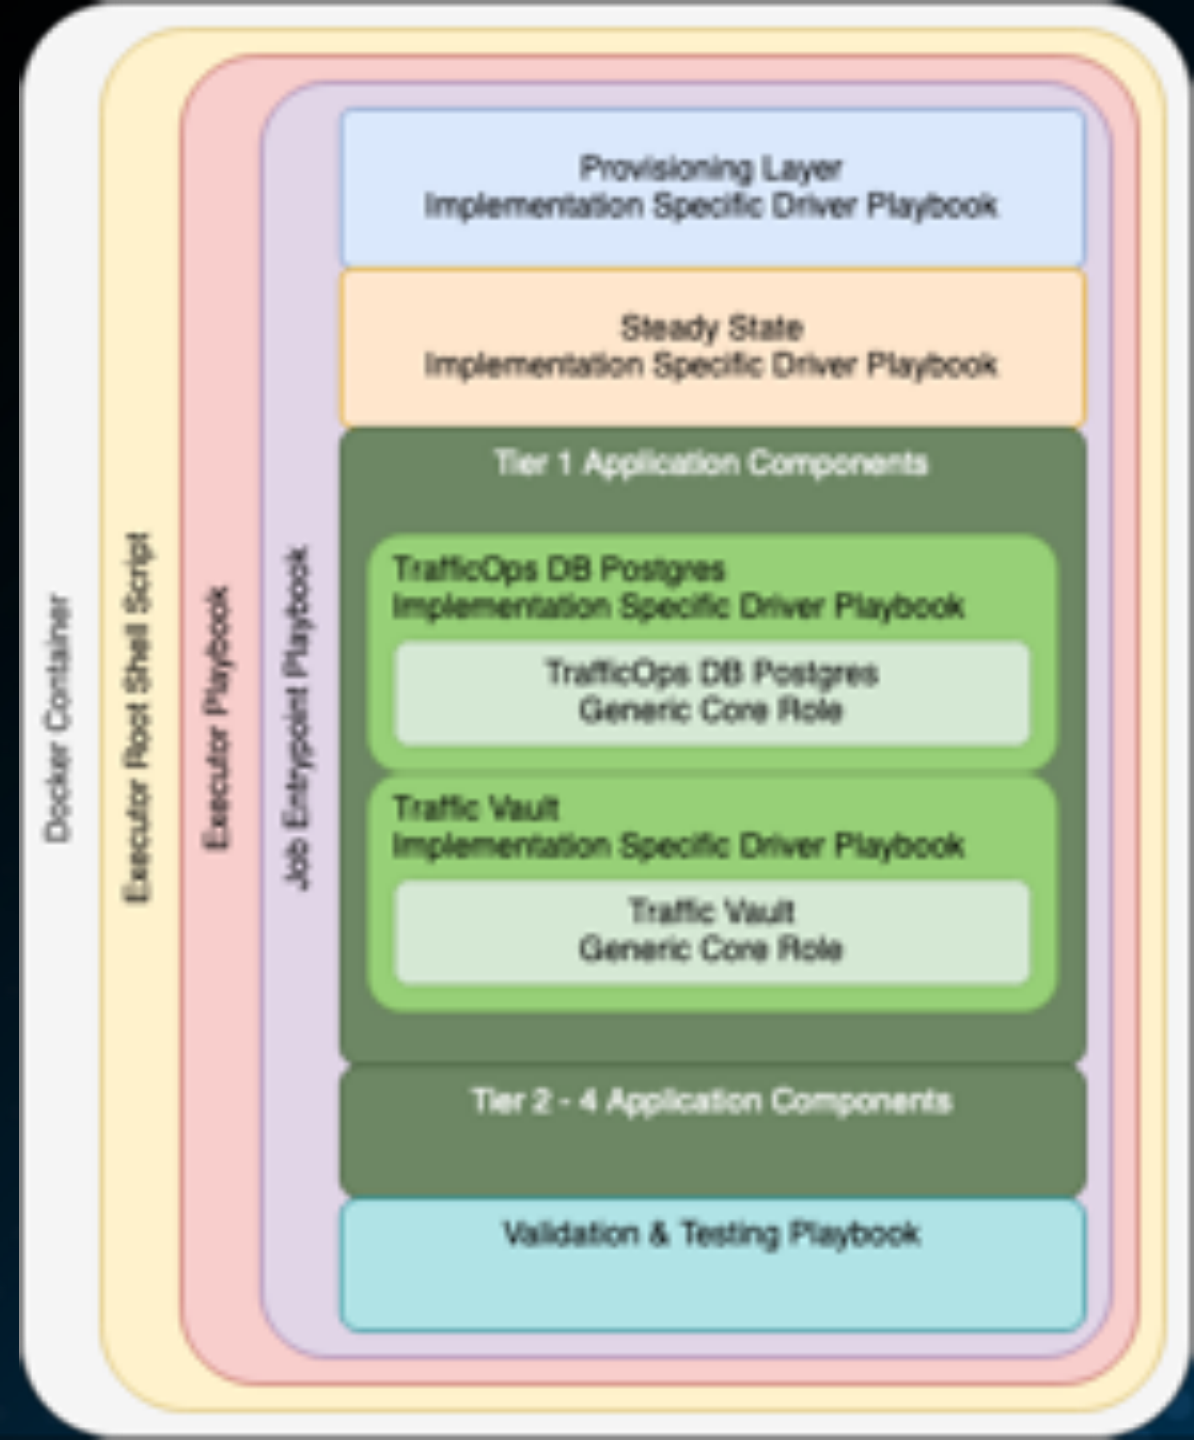 Docker Container
Executor Root Shell Script
Executor Playbook
Job Entrypoint Playbook
Provisioning Layer
Implementation Specific Driver Playbook
Steady State
Implementation Specific Driver Playbook
Tier 1 Application Components
TrafficOps DB Postgres
Implementation Specific Driver Playbook
TrafficOps DB Postgres
Generic Core Role
Traffic Vault
Implementation Specific Driver Playbook
Traffic Vault
Generic Core Role
Tier 2 - 4 Application Components
Validation & Testing Playbook